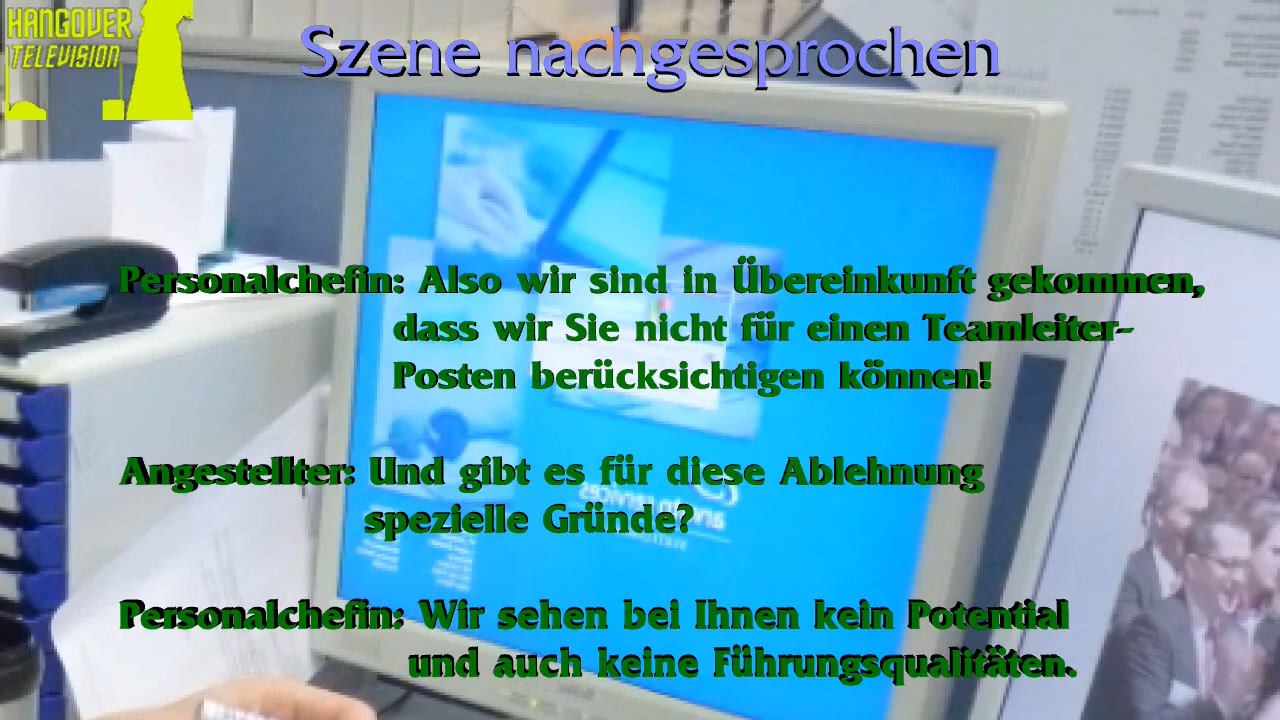 HANGOVER
TELEVISION
Szene nachgesprochen
Personalchefin: Also wir sind in Übereinkunft gekommen,
dass wir Sie nicht für einen Teamleiter-
Posten berücksichtigen können!
Angestellter: Und gibt es für diese Ablehnung
spezielle Gründe?
Personalchefin: Wir sehen bei Ihnen kein Potential
und auch keine Führungsqualitäten.